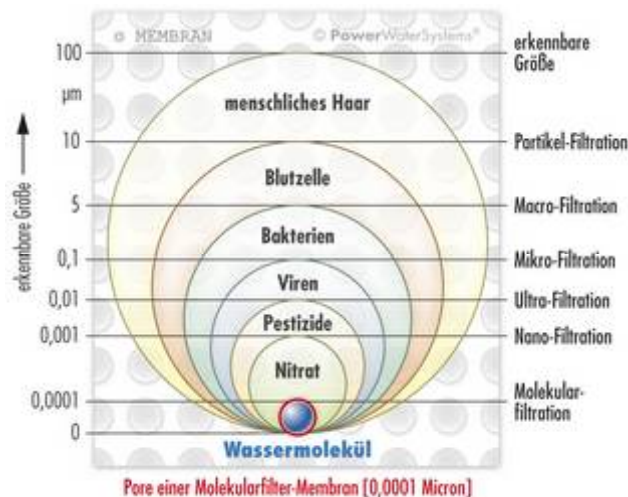 MEMBRAN
© PowerWaterSystems®
100
µm
10
5
0,1
0,01
0,001
0,0001
0
erkennbare Größe
menschliches Haar
Blutzelle
Bakterien
Viren
Pestizide
Nitrat
Wassermolekül
erkennbare
Größe
Partikel-Filtration
Macro-Filtration
Mikro-Filtration
Ultra-Filtration
Nano-Filtration
Molekular-
filtration
Pore einer Molekularfilter-Membran [0,0001 Micron]